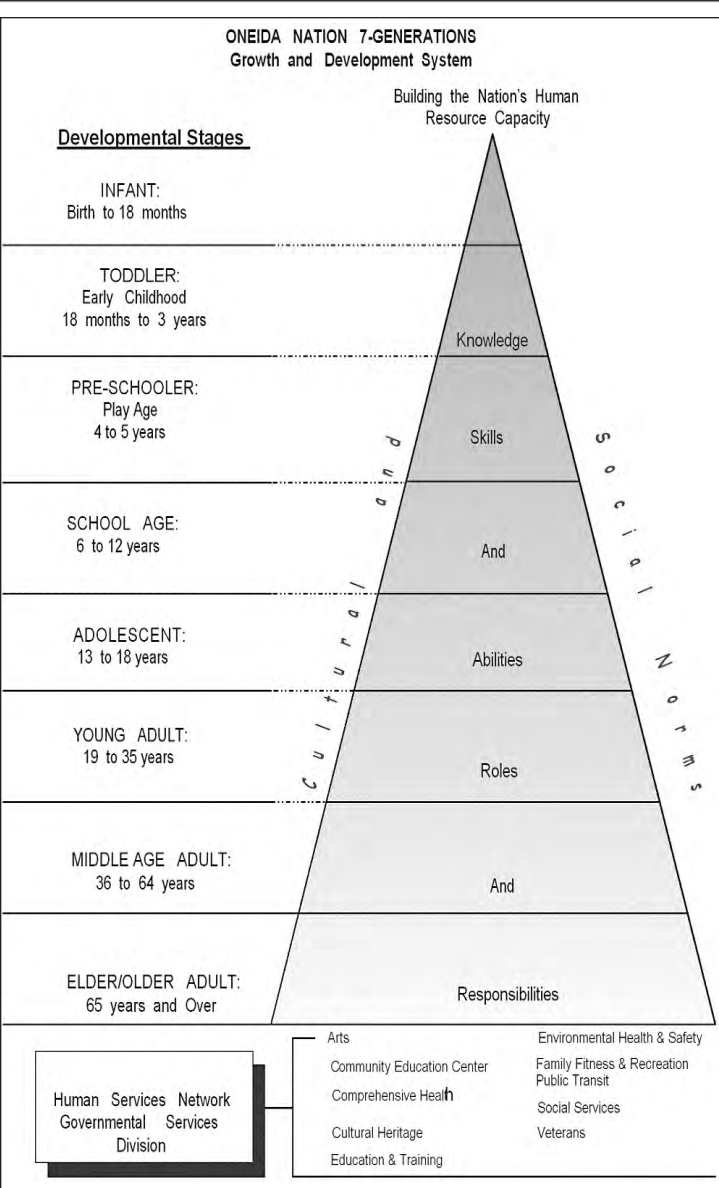 ONEIDA NATION 7-GENERATIONS
Growth and Development System
Building the Nation's Human
Resource Capacity
Developmental Stages
INFANT:
Birth to 18 months
TODDLER:
Early Childhood
18 months to 3 years
Knowledge
PRE-SCHOOLER:
Play Age
4 to 5 years
Skills
SCHOOL AGE:
6 to 12 years
And
ADOLESCENT:
13 to 18 years
Abilities
YOUNG ADULT:
19 to 35 years
Roles
MIDDLE AGE ADULT:
36 to 64 years
And
ELDER/OLDER ADULT:
65 years and Over
Responsibilities
Cultural and
Social Norms
Human Services Network
Governmental Services
Division
Arts
Community Education Center
Comprehensive Health
Cultural Heritage
Education & Training
Environmental Health & Safety
Family Fitness & Recreation
Public Transit
Social Services
Veterans